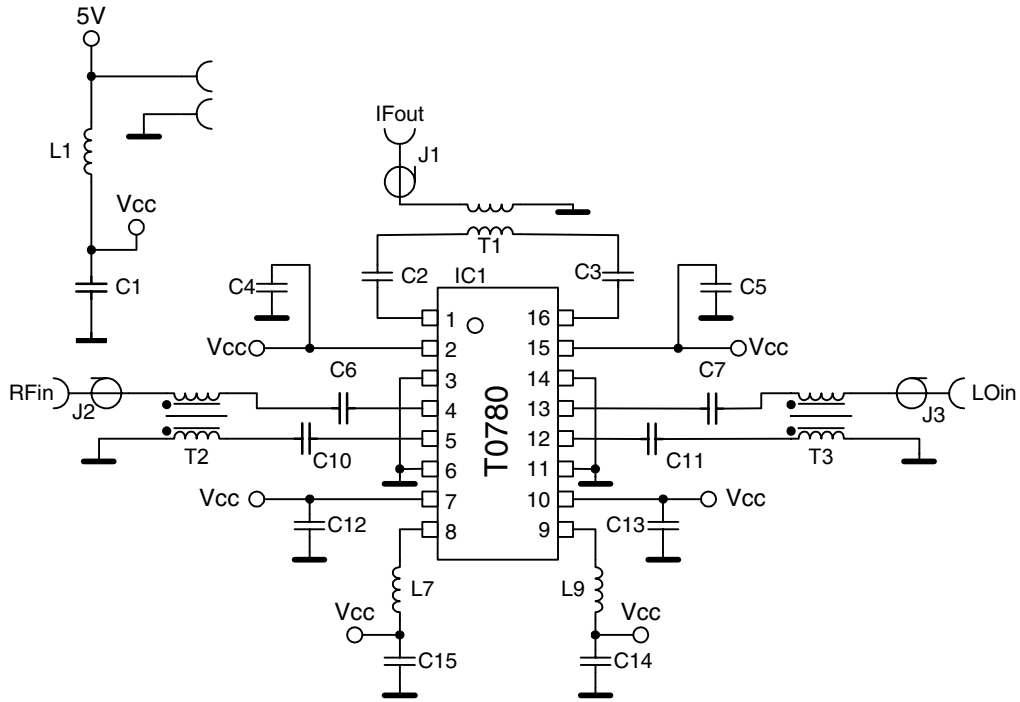 5V
IFout
J1
L1
Vcc
T1
C1
C2
IC1
C3
C4
C5
1
16
Vcc
2
15
Vcc
C6
C7
3
14
RFin
J2
4
13
J3
LOin
T0780
5
12
T2
C10
C11
T3
6
11
Vcc
7
10
Vcc
C12
C13
8
9
L7
L9
Vcc
Vcc
C15
C14